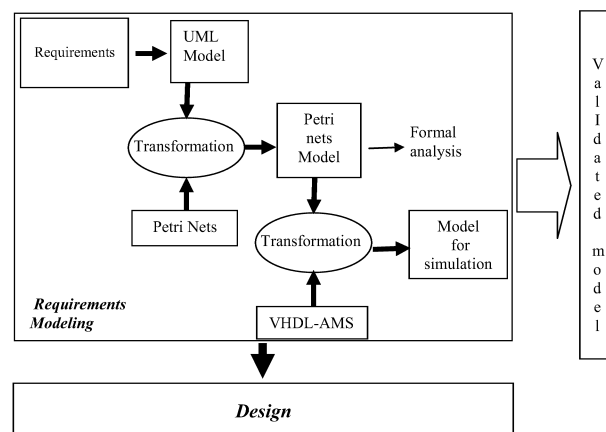 Requirements
UML
Model
Transformation
Petri
nets
Model
Formal
analysis
Petri Nets
Transformation
Model
for
simulation
Requirements
Modeling
VHDL-AMS
Design
V
a
l
I
d
a
t
e
d
m
o
d
e
l